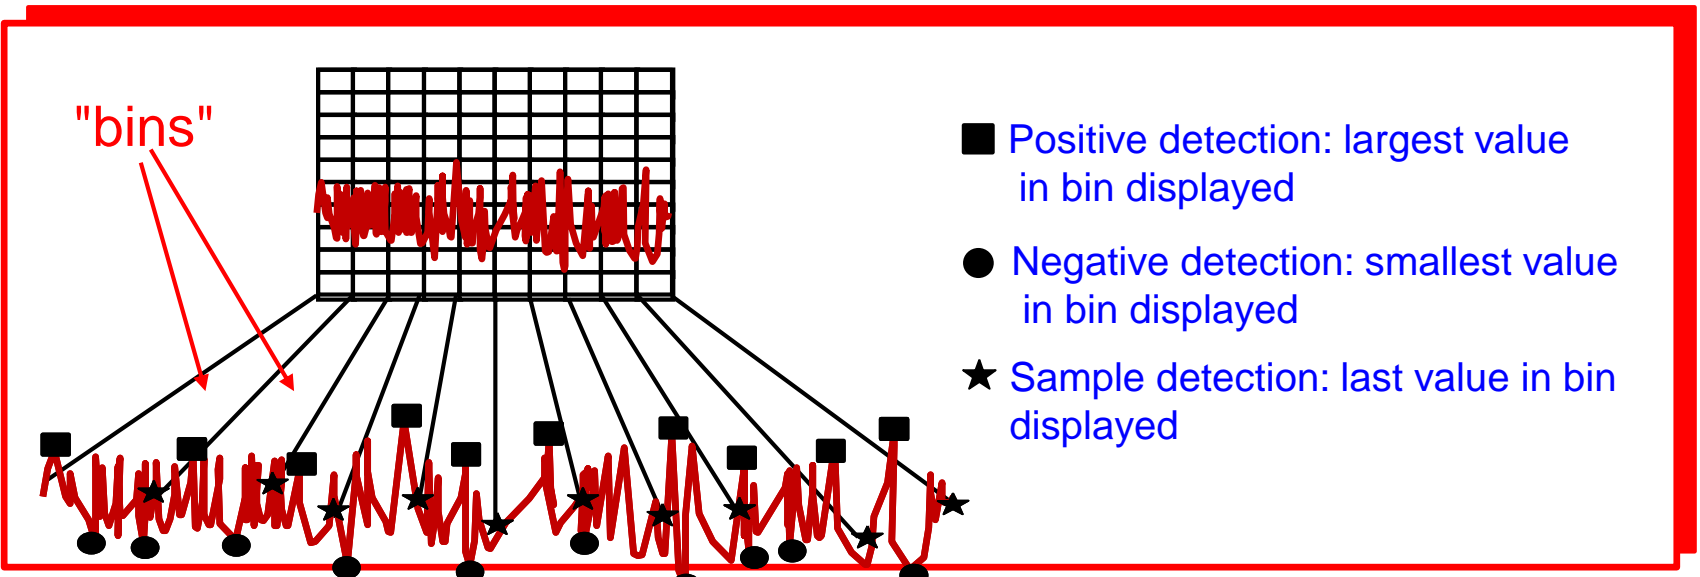 "bins"
Positive detection: largest value
in bin displayed
Negative detection: smallest value
in bin displayed
Sample detection: last value in bin
displayed